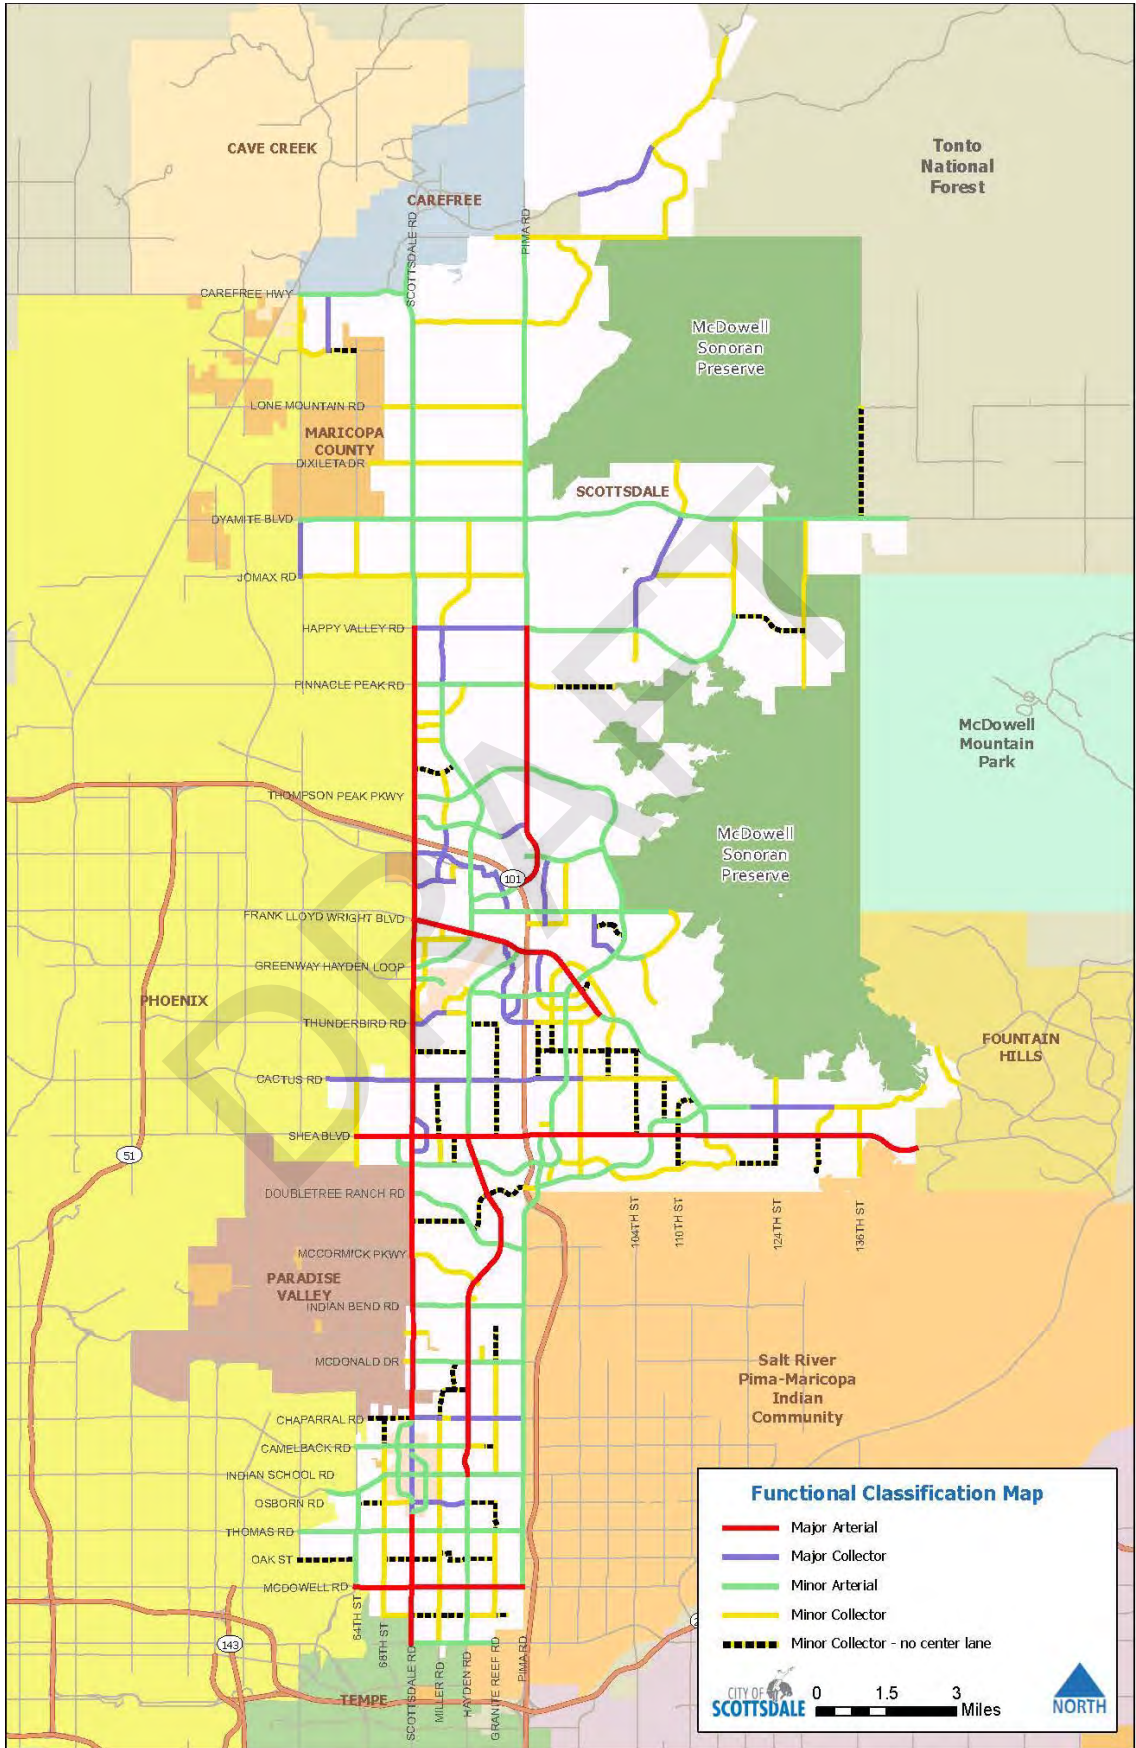 CAVE CREEK
Tonto
National
Forest
CAREFREE
SCOTTSDALE RD
PIMA RD
CAREFREE HWY
McDowell
Sonoran
Preserve
LONE MOUNTAIN RD
MARICOPA
COUNTY
DIXILETA DR
SCOTTSDALE
DYAMITE BLVD
JOMAX RD
HAPPY VALLEY RD
PINNACLE PEAK RD
McDowell
Mountain
Park
THOMPSON PEAK PKWY
McDowell
Sonoran
Preserve
101
FRANK LLOYD WRIGHT BLVD
GREENWAY HAYDEN LOOP
PHOENIX
THUNDERBIRD RD
FOUNTAIN
HILLS
CACTUS RD
SHEA BLVD
51
DOUBLETREE RANCH RD
104TH ST
110TH ST
124TH ST
136TH ST
MCCORMICK PKWY
PARADISE
VALLEY
INDIAN BEND RD
MCDONALD DR
Salt River
Pima-Maricopa
Indian
Community
CHAPARRAL RD
CAMELBACK RD
INDIAN SCHOOL RD
OSBORN RD
THOMAS RD
OAK ST
MCDOWELL RD
64TH ST
68TH ST
SCOTTSDALE RD
MILLER RD
HAYDEN RD
GRANITE REEF RD
PIMA RD
143
TEMPE
DRAFT
Functional Classification Map
Major Arterial
Major Collector
Minor Arterial
Minor Collector
Minor Collector - no center lane
CITY OF
SCOTTSDALE
0 1.5 3
Miles
NORTH